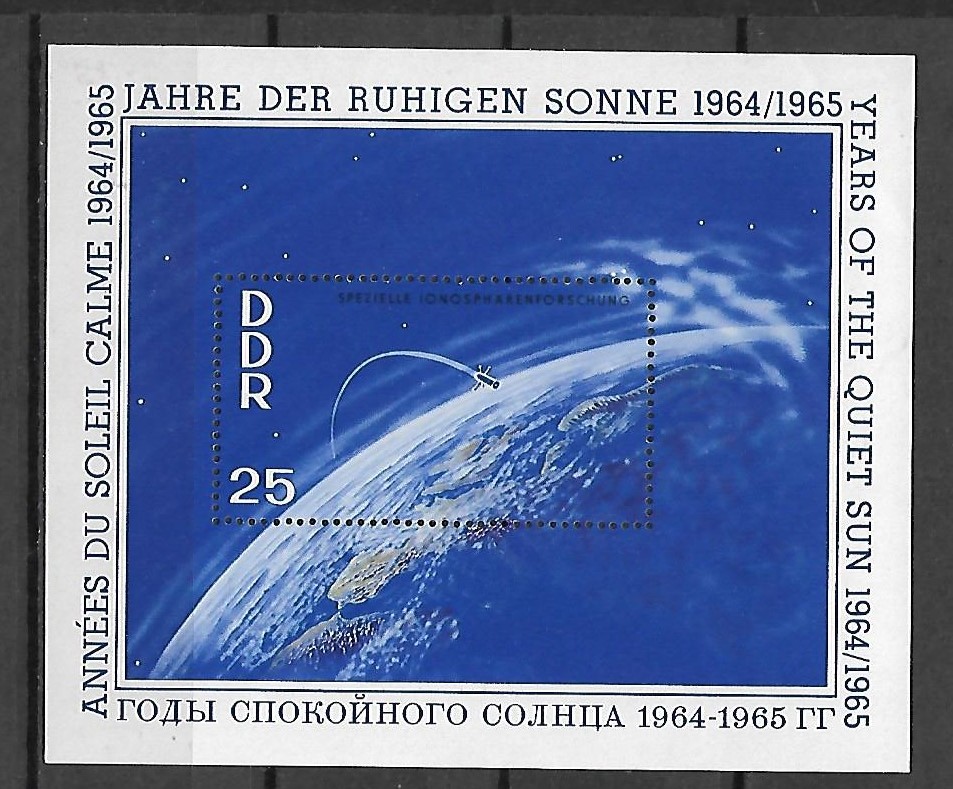 JAHRE DER RUHIGEN SONNE 1964/1965
YEARS OF THE QUIET SUN 1964/1965
ANNÉES DU SOLEIL CALME 1964/1965
SPEZIELLE IONOSPHÄRENFORSCHUNG
D
D
R
25
ГОДЫ СПОКОЙНОГО СОЛНЦА 1964-1965 ГГ